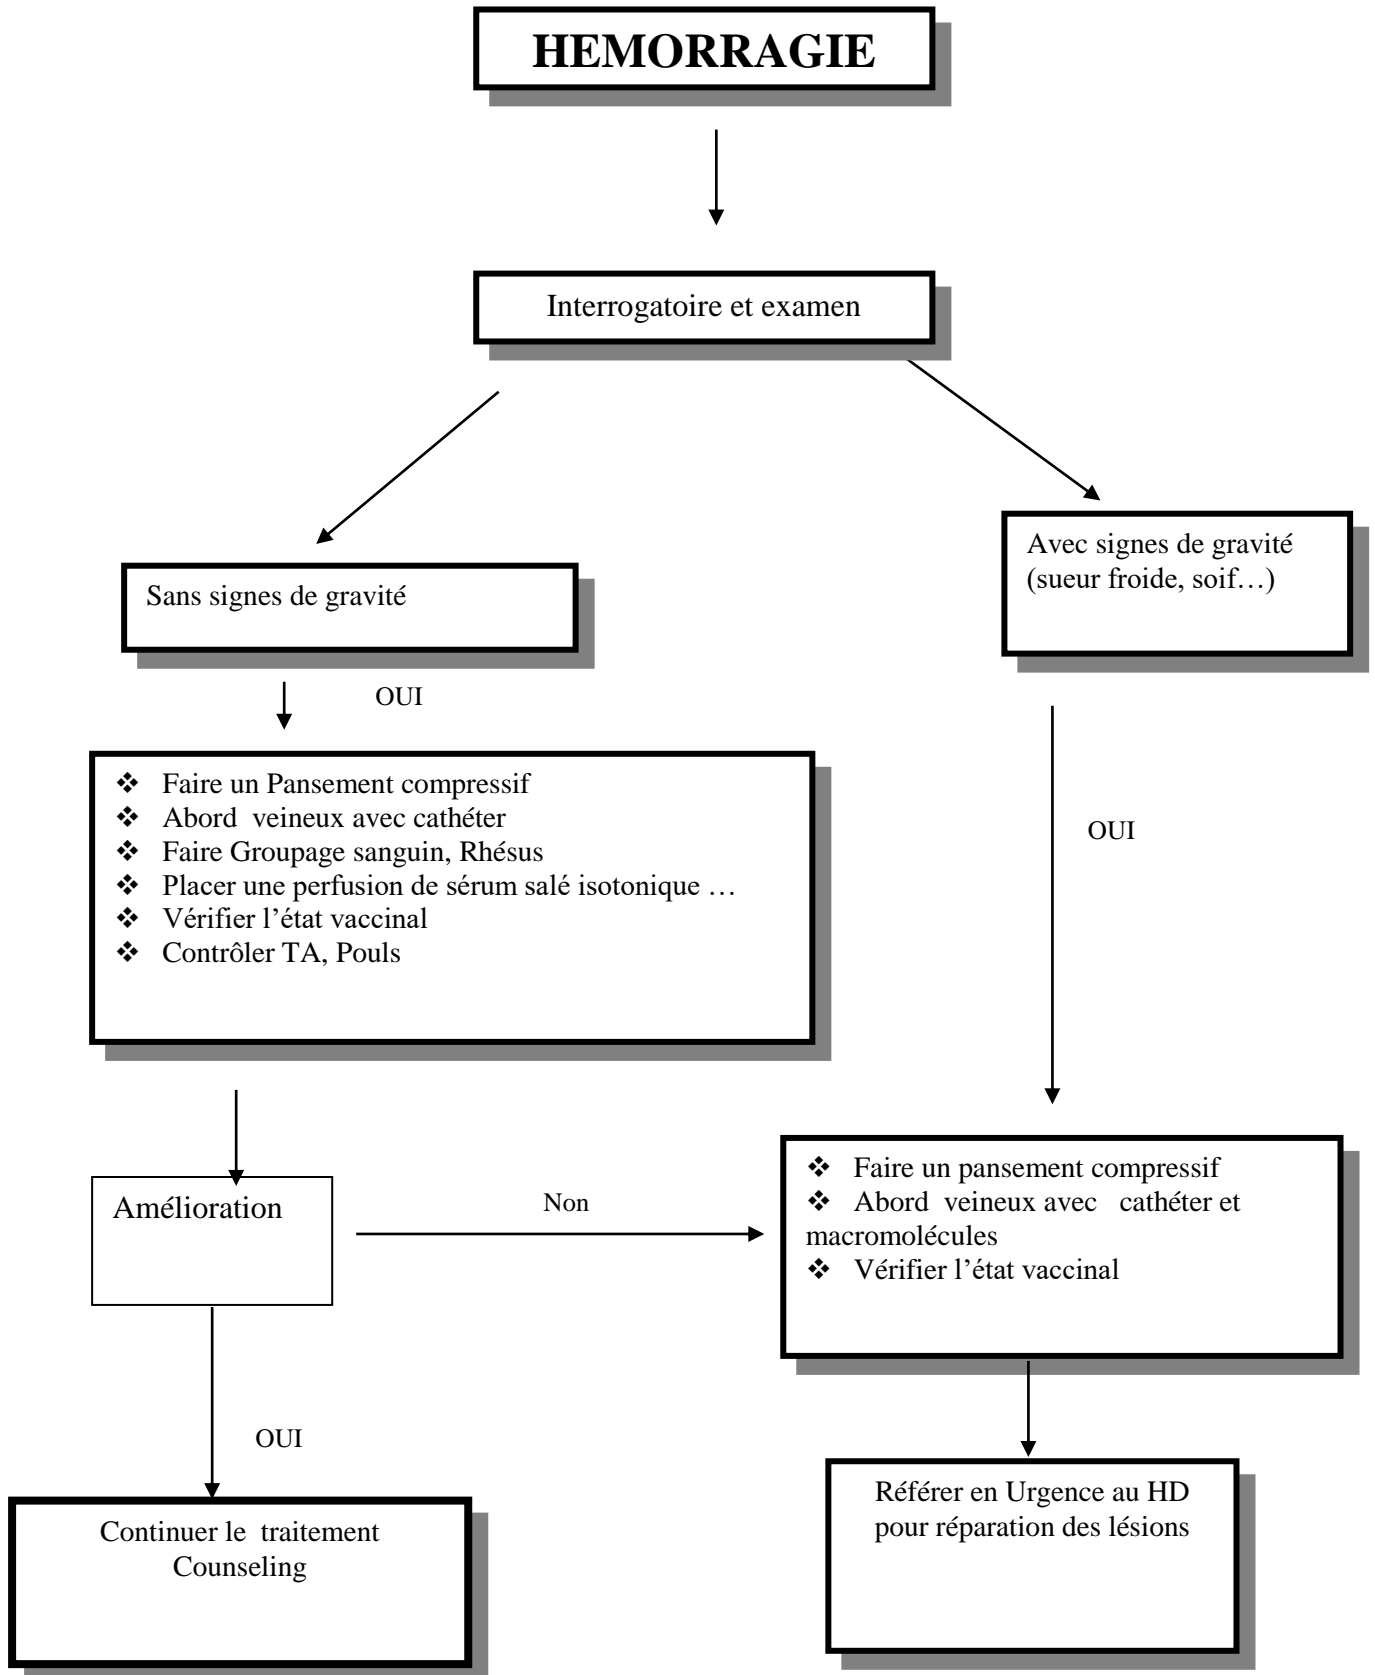 HEMORRAGIE
Interrogatoire et examen
Avec signes de gravité
(sueur froide, soif…)
Sans signes de gravité
OUI
❖ Faire un Pansement compressif
❖ Abord veineux avec cathéter
❖ Faire Groupage sanguin, Rhésus
❖ Placer une perfusion de sérum salé isotonique …
❖ Vérifier l’état vaccinal
❖ Contrôler TA, Pouls
OUI
Amélioration
Non
❖ Faire un pansement compressif
❖ Abord veineux avec cathéter et
macromolécules
❖ Vérifier l’état vaccinal
OUI
Continuer le traitement
Counseling
Référer en Urgence au HD
pour réparation des lésions